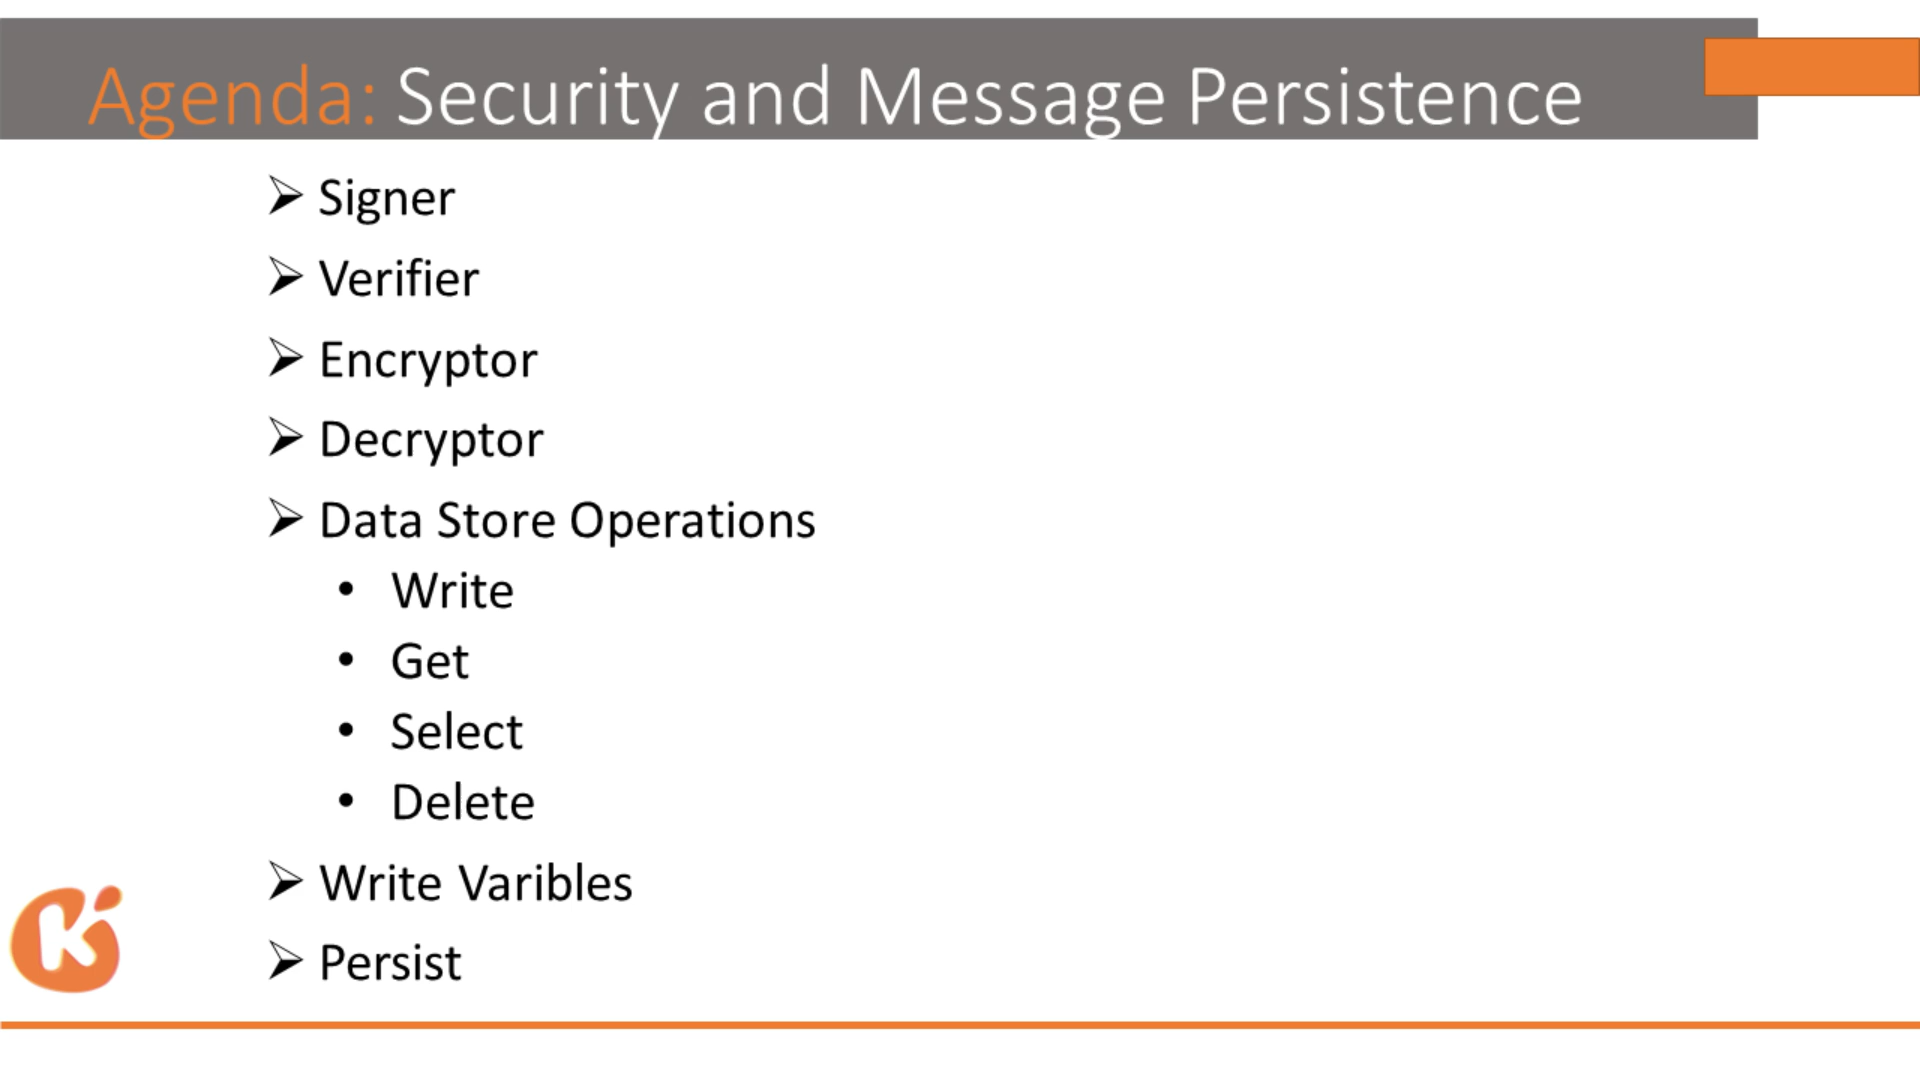 Agenda: Security and Message Persistence
➢ Signer
➢ Verifier
➢ Encryptor
➢ Decryptor
➢ Data Store Operations
• Write
• Get
• Select
• Delete
➢ Write Varibles
➢ Persist
K